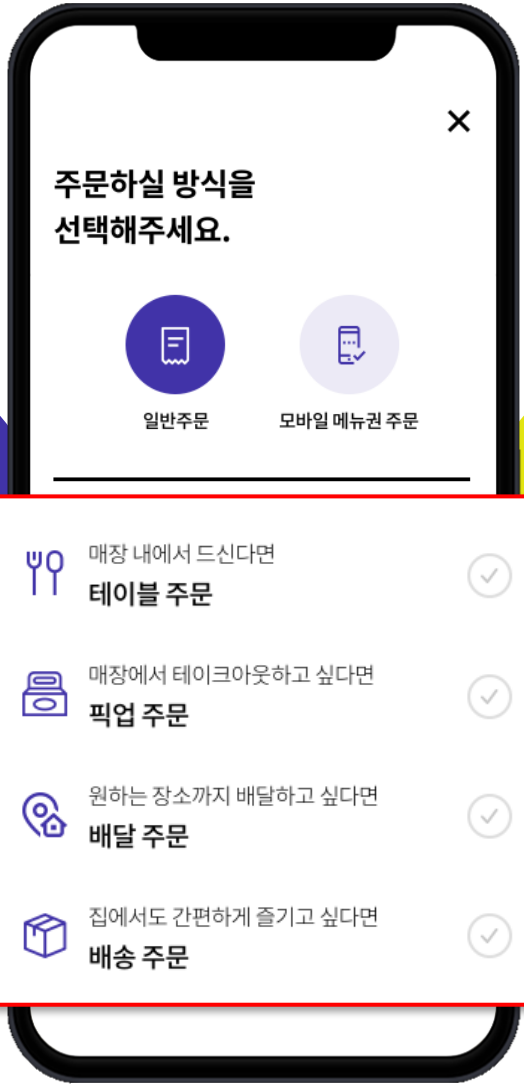 주문하실 방식을
선택해주세요.
일반주문
모바일 메뉴권 주문
매장 내에서 드신다면
테이블 주문
매장에서 테이크아웃하고 싶다면
픽업 주문
원하는 장소까지 배달하고 싶다면
배달 주문
집에서도 간편하게 즐기고 싶다면
배송 주문